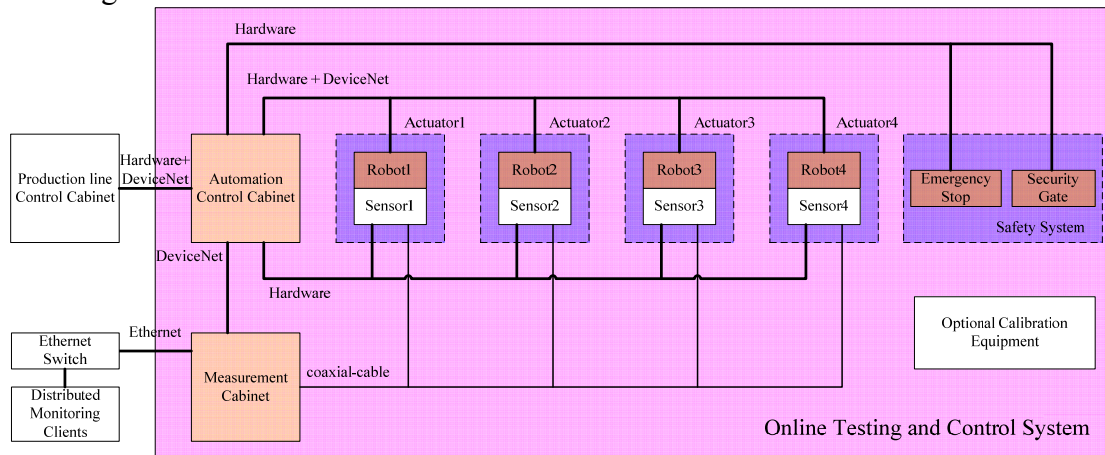 Hardware
Hardware + DeviceNet
Actuator1
Actuator2
Actuator3
Actuator4
Production line
Control Cabinet
Hardware+
DeviceNet
Automation
Control Cabinet
Robot1
Sensor1
Robot2
Sensor2
Robot3
Sensor3
Robot4
Sensor4
Emergency
Stop
Security
Gate
Safety System
DeviceNet
Hardware
Ethernet
Ethernet
Switch
Distributed
Monitoring
Clients
Measurement
Cabinet
coaxial-cable
Optional Calibration
Equipment
Online Testing and Control System